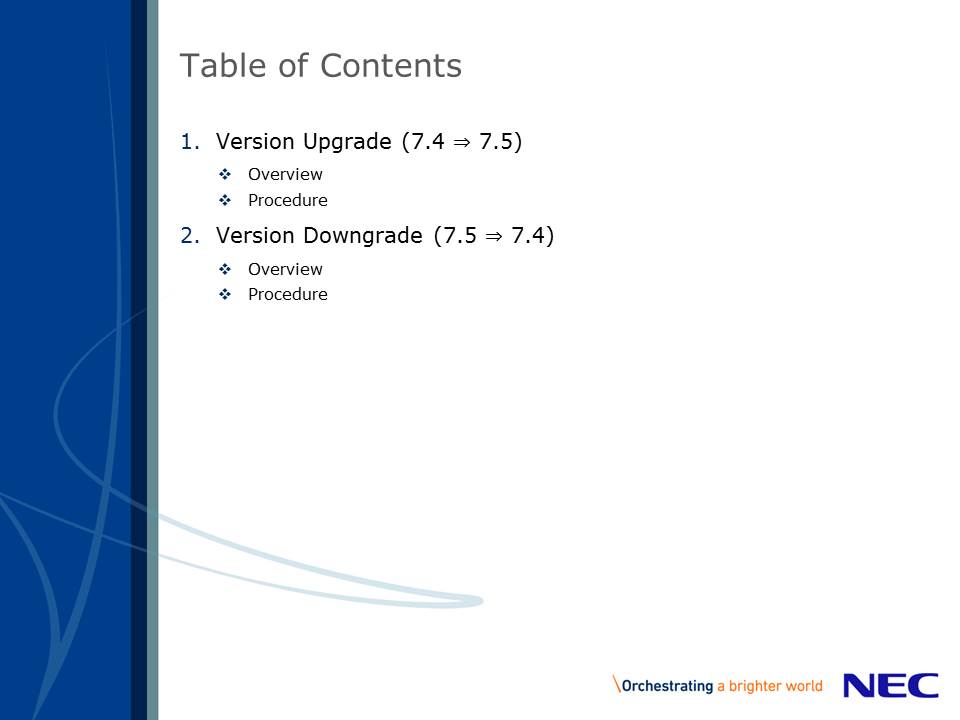 Table of Contents
1. Version Upgrade (7.4 ⇒ 7.5)
❖ Overview
❖ Procedure
2. Version Downgrade (7.5 ⇒ 7.4)
❖ Overview
❖ Procedure
\Orchestrating a brighter world NEC